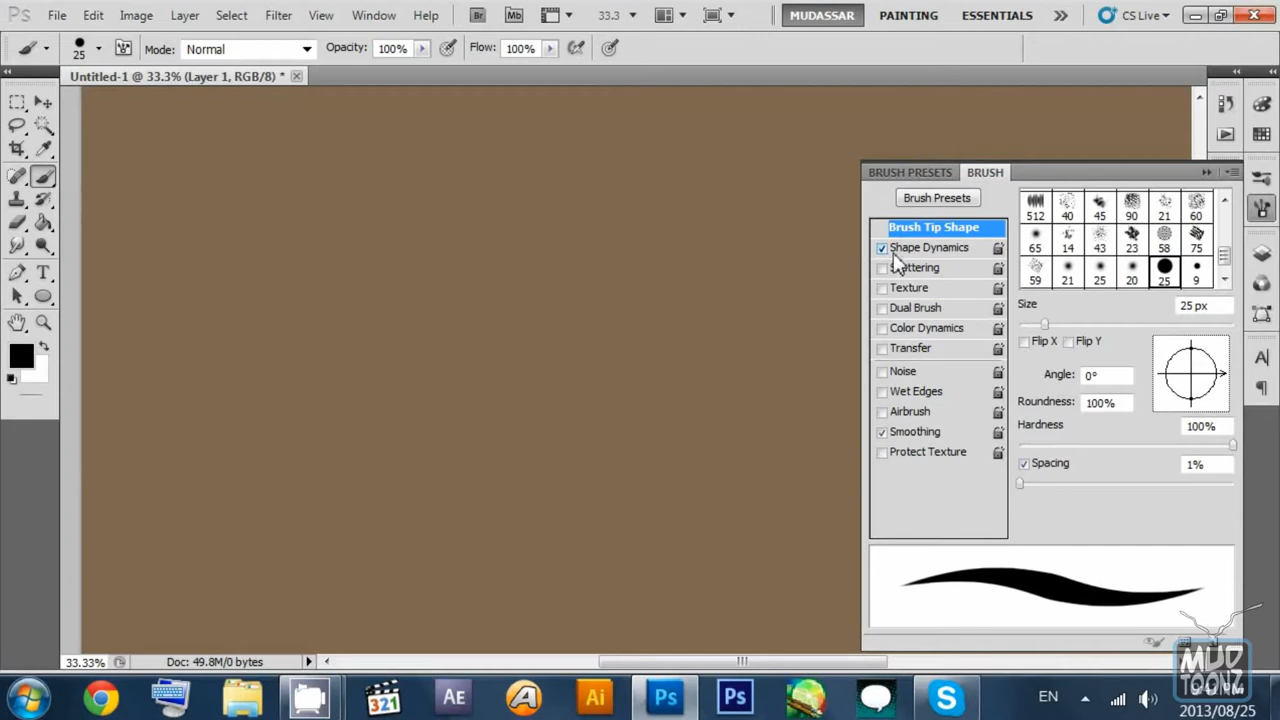 Ps File Edit Image Layer Select Filter View Window Help Br Mb 33.3 MUDASSAR PAINTING ESSENTIALS CS Live
25 Mode: Normal Opacity: 100% Flow: 100%
Untitled-1 @ 33.3% (Layer 1, RGB/8) *
BRUSH PRESETS BRUSH
Brush Presets
Brush Tip Shape
Shape Dynamics
Scattering
Texture
Dual Brush
Color Dynamics
Transfer
Noise
Wet Edges
Airbrush
Smoothing
Protect Texture
512 40 45 90 21 60
65 14 43 23 58 75
59 21 25 20 25 9
Size 25 px
Flip X Flip Y
Angle: 0°
Roundness: 100%
Hardness 100%
Spacing 1%
33.33% Doc: 49.8M/0 bytes
321 AE Ai Ps Ps S EN
MUD TOONZ
2013/08/25